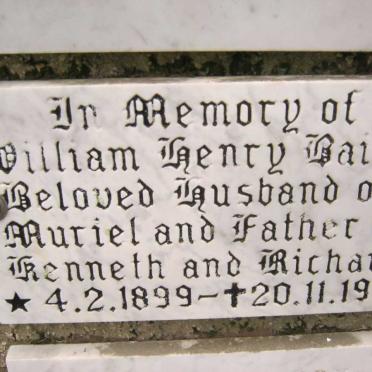 In Memory of
William Henry Bai
Beloved Husband o
Muriel and Father
Kenneth and Richa
★ 4.2.1899-✝20.11.19